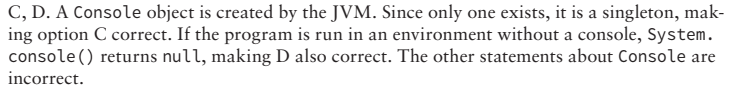 C, D. A Console object is created by the JVM. Since only one exists, it is a singleton, mak-
ing option C correct. If the program is run in an environment without a console, System.
console() returns null, making D also correct. The other statements about Console are
incorrect.